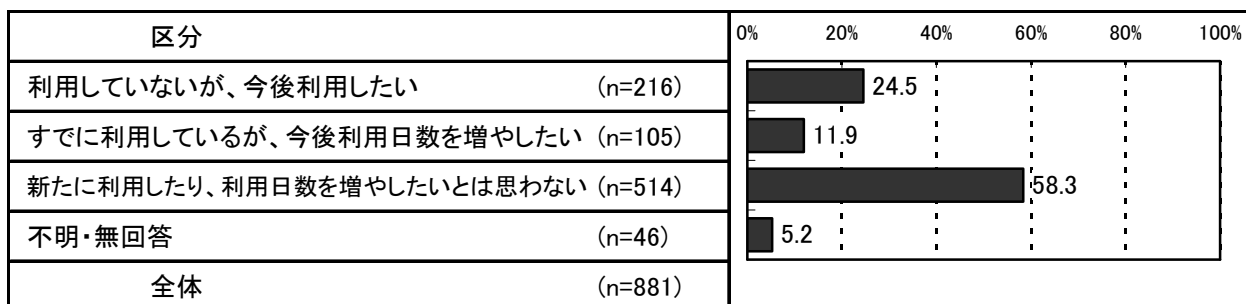 区分 0% 20% 40% 60% 80% 100%
利用していないが、今後利用したい (n=216) 24.5
すでに利用しているが、今後利用日数を増やしたい (n=105) 11.9
新たに利用したり、利用日数を増やしたいとは思わない (n=514) 58.3
不明・無回答 (n=46) 5.2
全体 (n=881)